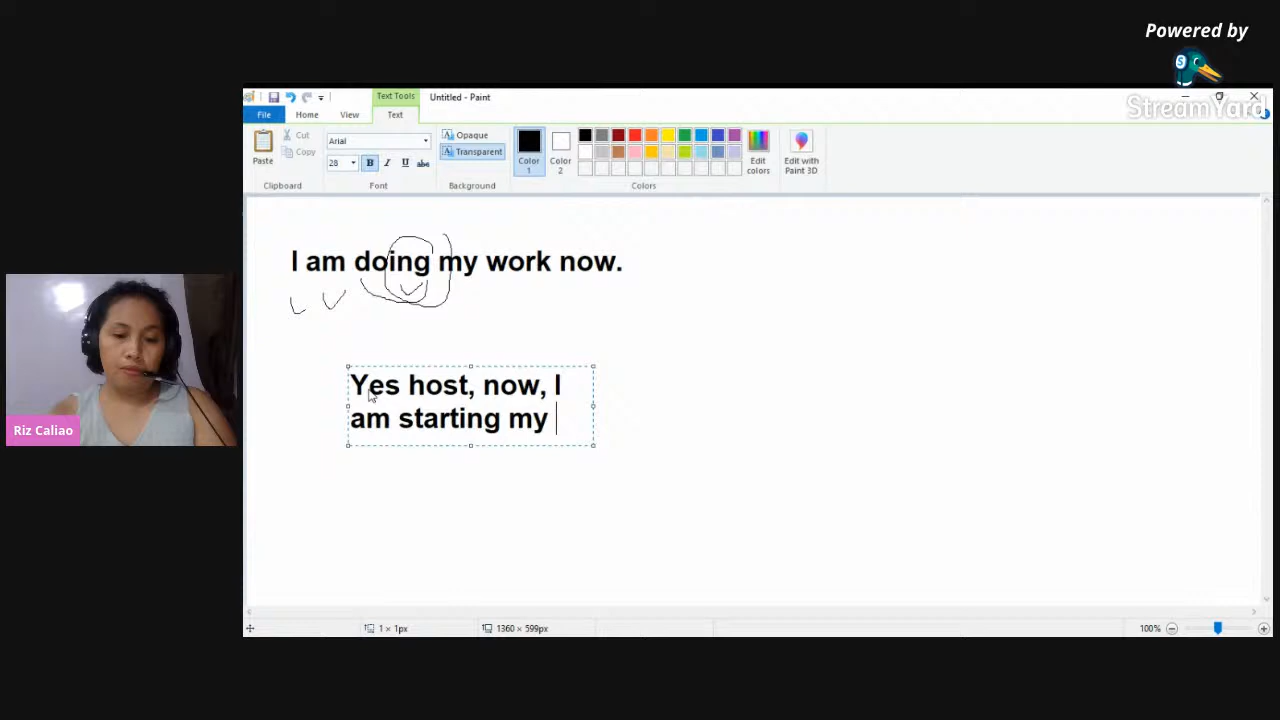 Powered by
StreamYard
Text Tools
Untitled - Paint
File
Home
View
Text
Paste
Cut
Copy
Clipboard
Arial
28
B
I
U
abc
Font
Opaque
Transparent
Background
Color 1
Color 2
Edit colors
Edit with Paint 3D
Colors
I am doing my work now.
Yes host, now, I
am starting my
Riz Caliao
1 × 1px
1360 × 599px
100%